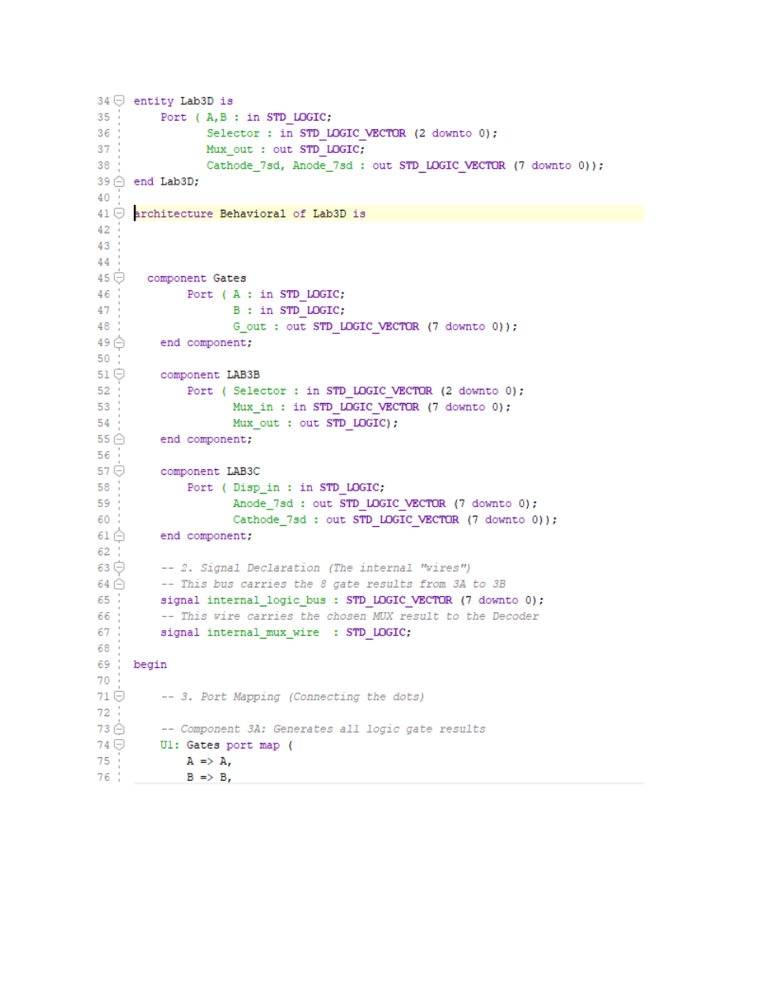 34 entity Lab3D is
35     Port ( A,B : in STD_LOGIC;
36            Selector : in STD_LOGIC_VECTOR (2 downto 0);
37            Mux_out : out STD_LOGIC;
38            Cathode_7sd, Anode_7sd : out STD_LOGIC_VECTOR (7 downto 0));
39 end Lab3D;
40
41 architecture Behavioral of Lab3D is
42
43
44
45   component Gates
46         Port ( A : in STD_LOGIC;
47                B : in STD_LOGIC;
48                G_out : out STD_LOGIC_VECTOR (7 downto 0));
49     end component;
50
51     component LAB3B
52         Port ( Selector : in STD_LOGIC_VECTOR (2 downto 0);
53                Mux_in : in STD_LOGIC_VECTOR (7 downto 0);
54                Mux_out : out STD_LOGIC);
55     end component;
56
57     component LAB3C
58         Port ( Disp_in : in STD_LOGIC;
59                Anode_7sd : out STD_LOGIC_VECTOR (7 downto 0);
60                Cathode_7sd : out STD_LOGIC_VECTOR (7 downto 0));
61     end component;
62
63     -- 2. Signal Declaration (The internal "wires")
64     -- This bus carries the 8 gate results from 3A to 3B
65     signal internal_logic_bus : STD_LOGIC_VECTOR (7 downto 0);
66     -- This wire carries the chosen MUX result to the Decoder
67     signal internal_mux_wire  : STD_LOGIC;
68
69 begin
70
71     -- 3. Port Mapping (Connecting the dots)
72
73     -- Component 3A: Generates all logic gate results
74     U1: Gates port map (
75         A => A,
76         B => B,